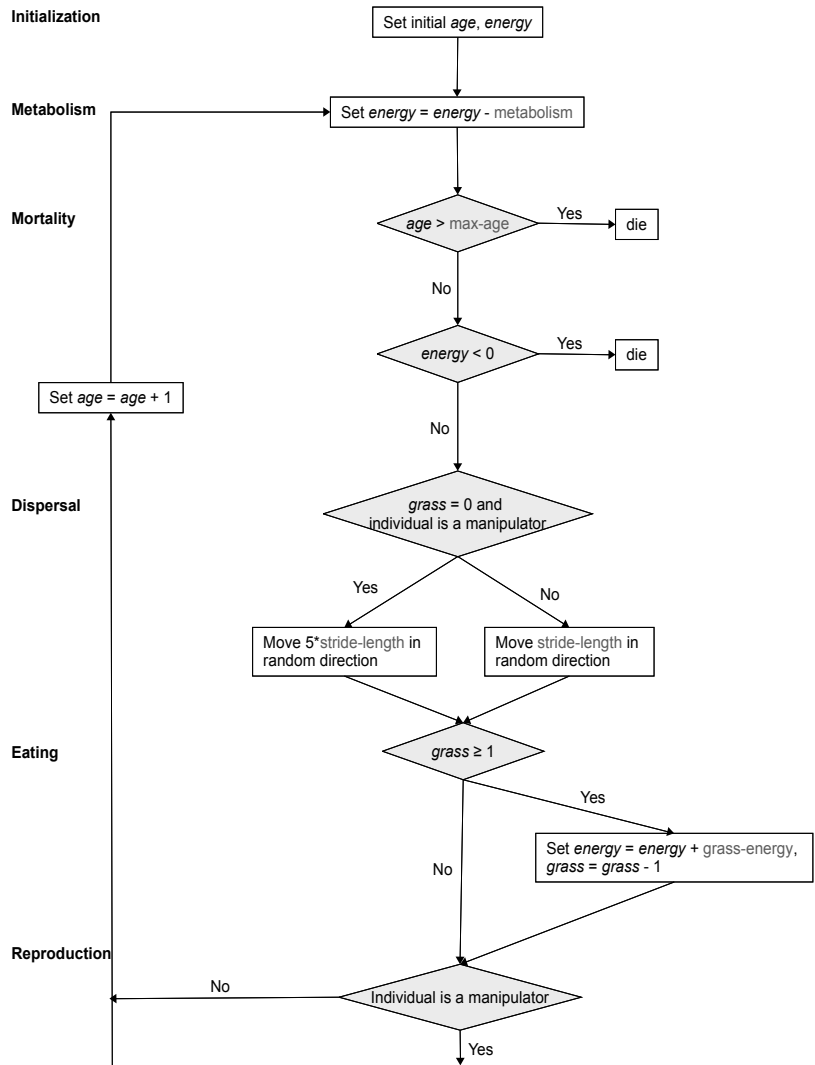 Initialization
Set initial age, energy
Metabolism
Set energy = energy - metabolism
Mortality
age > max-age
Yes
die
No
energy < 0
Yes
die
Set age = age + 1
No
Dispersal
grass = 0 and
individual is a manipulator
Yes
No
Move 5*stride-length in
random direction
Move stride-length in
random direction
Eating
grass ≥ 1
Yes
No
Set energy = energy + grass-energy,
grass = grass - 1
Reproduction
No
Individual is a manipulator
Yes